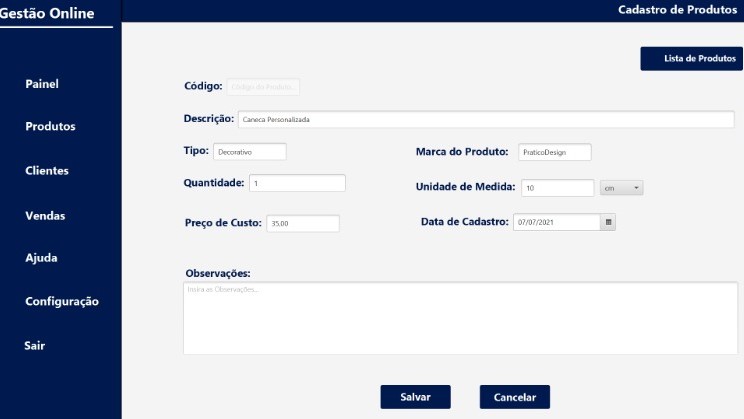 Gestão Online
Cadastro de Produtos
Lista de Produtos
Painel
Produtos
Clientes
Vendas
Ajuda
Configuração
Sair
Código: Código do Produto...
Descrição: Caneca Personalizada
Tipo: Decorativo
Marca do Produto: PraticoDesign
Quantidade: 1
Unidade de Medida: 10 cm
Preço de Custo: 35.00
Data de Cadastro: 07/07/2021
Observações:
Insira as Observações...
Salvar
Cancelar